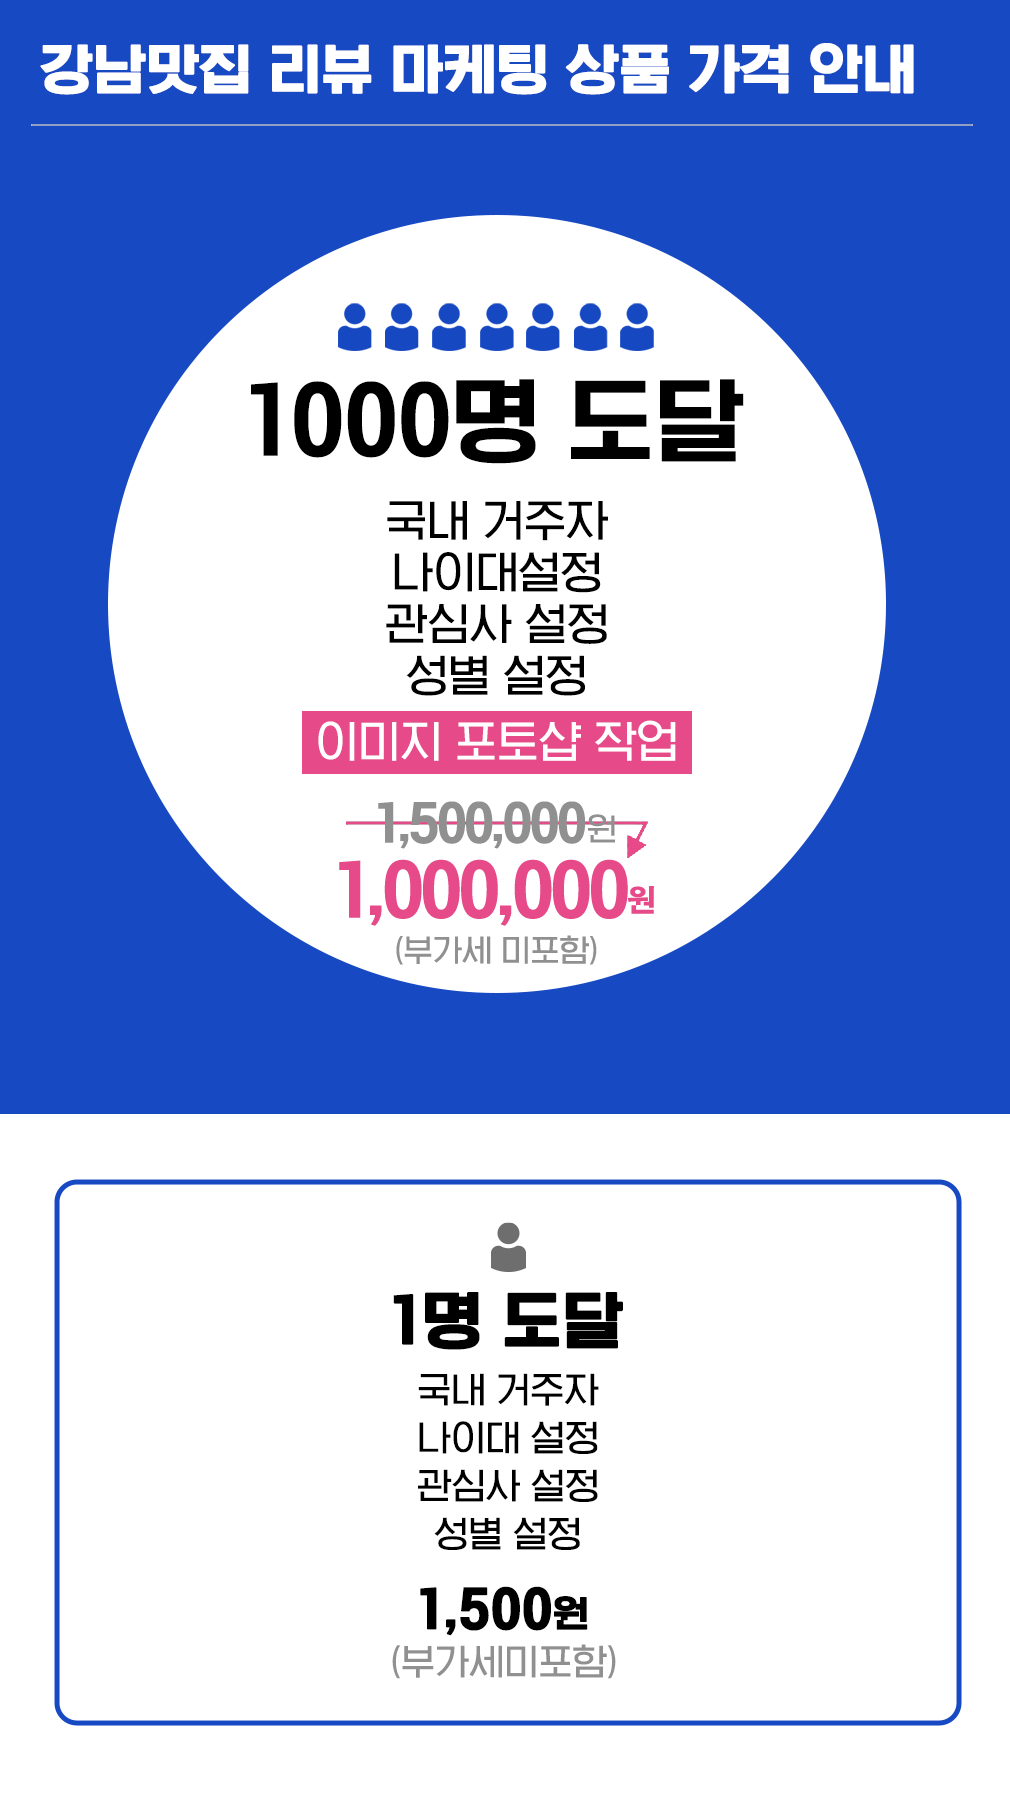 강남맛집 리뷰 마케팅 상품 가격 안내
1000명 도달
국내 거주자
나이대설정
관심사 설정
성별 설정
이미지 포토샵 작업
1,500,000원
1,000,000원
(부가세 미포함)
1명 도달
국내 거주자
나이대 설정
관심사 설정
성별 설정
1,500원
(부가세미포함)